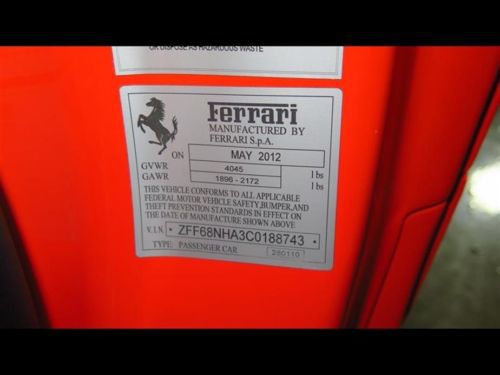 OR DISPOSE AS HAZARDOUS WASTE
Ferrari
MANUFACTURED BY
FERRARI S.p.A.
ON MAY 2012
GVWR 4045 lbs
GAWR 1896 - 2172 lbs
THIS VEHICLE CONFORMS TO ALL APPLICABLE
FEDERAL MOTOR VEHICLE SAFETY, BUMPER, AND
THEFT PREVENTION STANDARDS IN EFFECT ON
THE DATE OF MANUFACTURE SHOWN ABOVE
V.I.N. • ZFF68NHA3C0188743 •
TYPE: PASSENGER CAR 280110